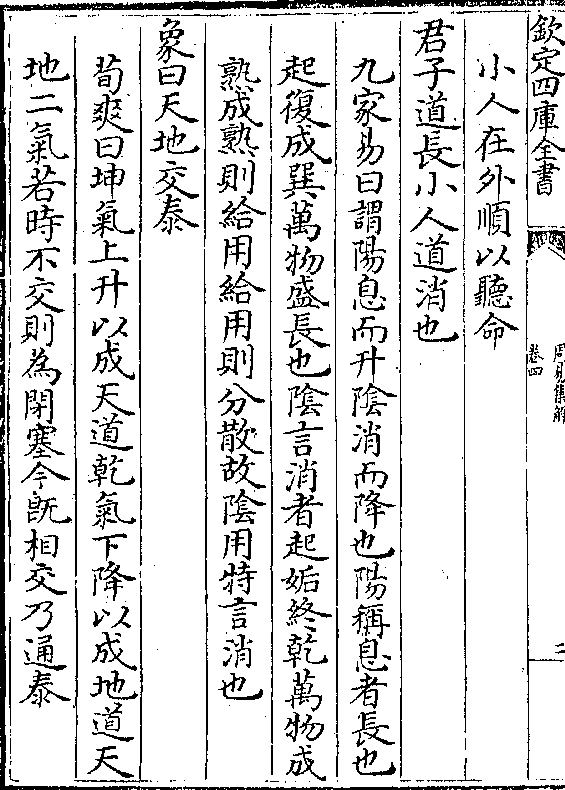 欽定四庫全書
周易集解
卷四
二
小人在外順以聽命
君子道長小人道消也
九家易曰謂陽息而升陰消而降也陽稱息者長也
起復成巽萬物盛長也陰言消者起姤終乾萬物成
熟成熟則給用給用則分散故陰用特言消也
象曰天地交泰
荀爽曰坤氣上升以成天道乾氣下降以成地道天
地二氣若時不交則為閉塞今既相交乃通泰